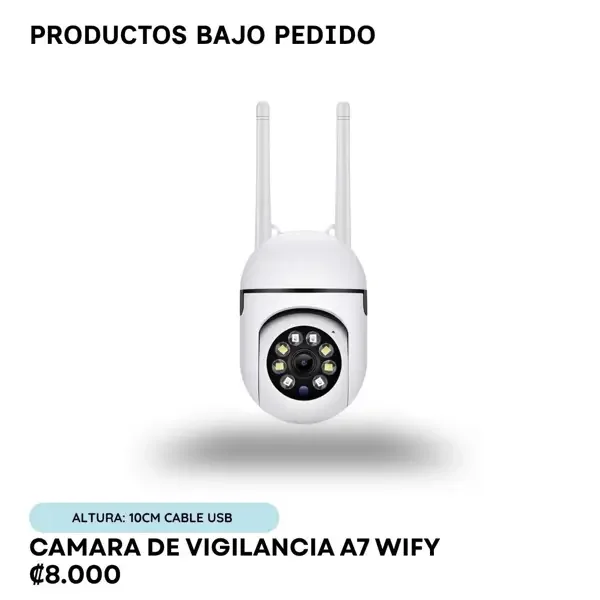 PRODUCTOS BAJO PEDIDO
ALTURA: 10CM CABLE USB
CAMARA DE VIGILANCIA A7 WIFY
₡8.000